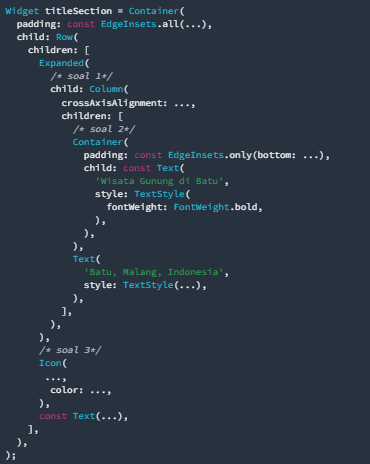 Widget titleSection = Container(
  padding: const EdgeInsets.all(...),
  child: Row(
    children: [
      Expanded(
        /* soal 1*/
        child: Column(
          crossAxisAlignment: ...,
          children: [
            /* soal 2*/
            Container(
              padding: const EdgeInsets.only(bottom: ...),
              child: const Text(
                'Wisata Gunung di Batu',
                style: TextStyle(
                  fontWeight: FontWeight.bold,
                ),
              ),
            ),
            Text(
              'Batu, Malang, Indonesia',
              style: TextStyle(...),
            ),
          ],
        ),
      ),
      /* soal 3*/
      Icon(
       ...,
        color: ...,
      ),
      const Text(...),
    ],
  ),
);